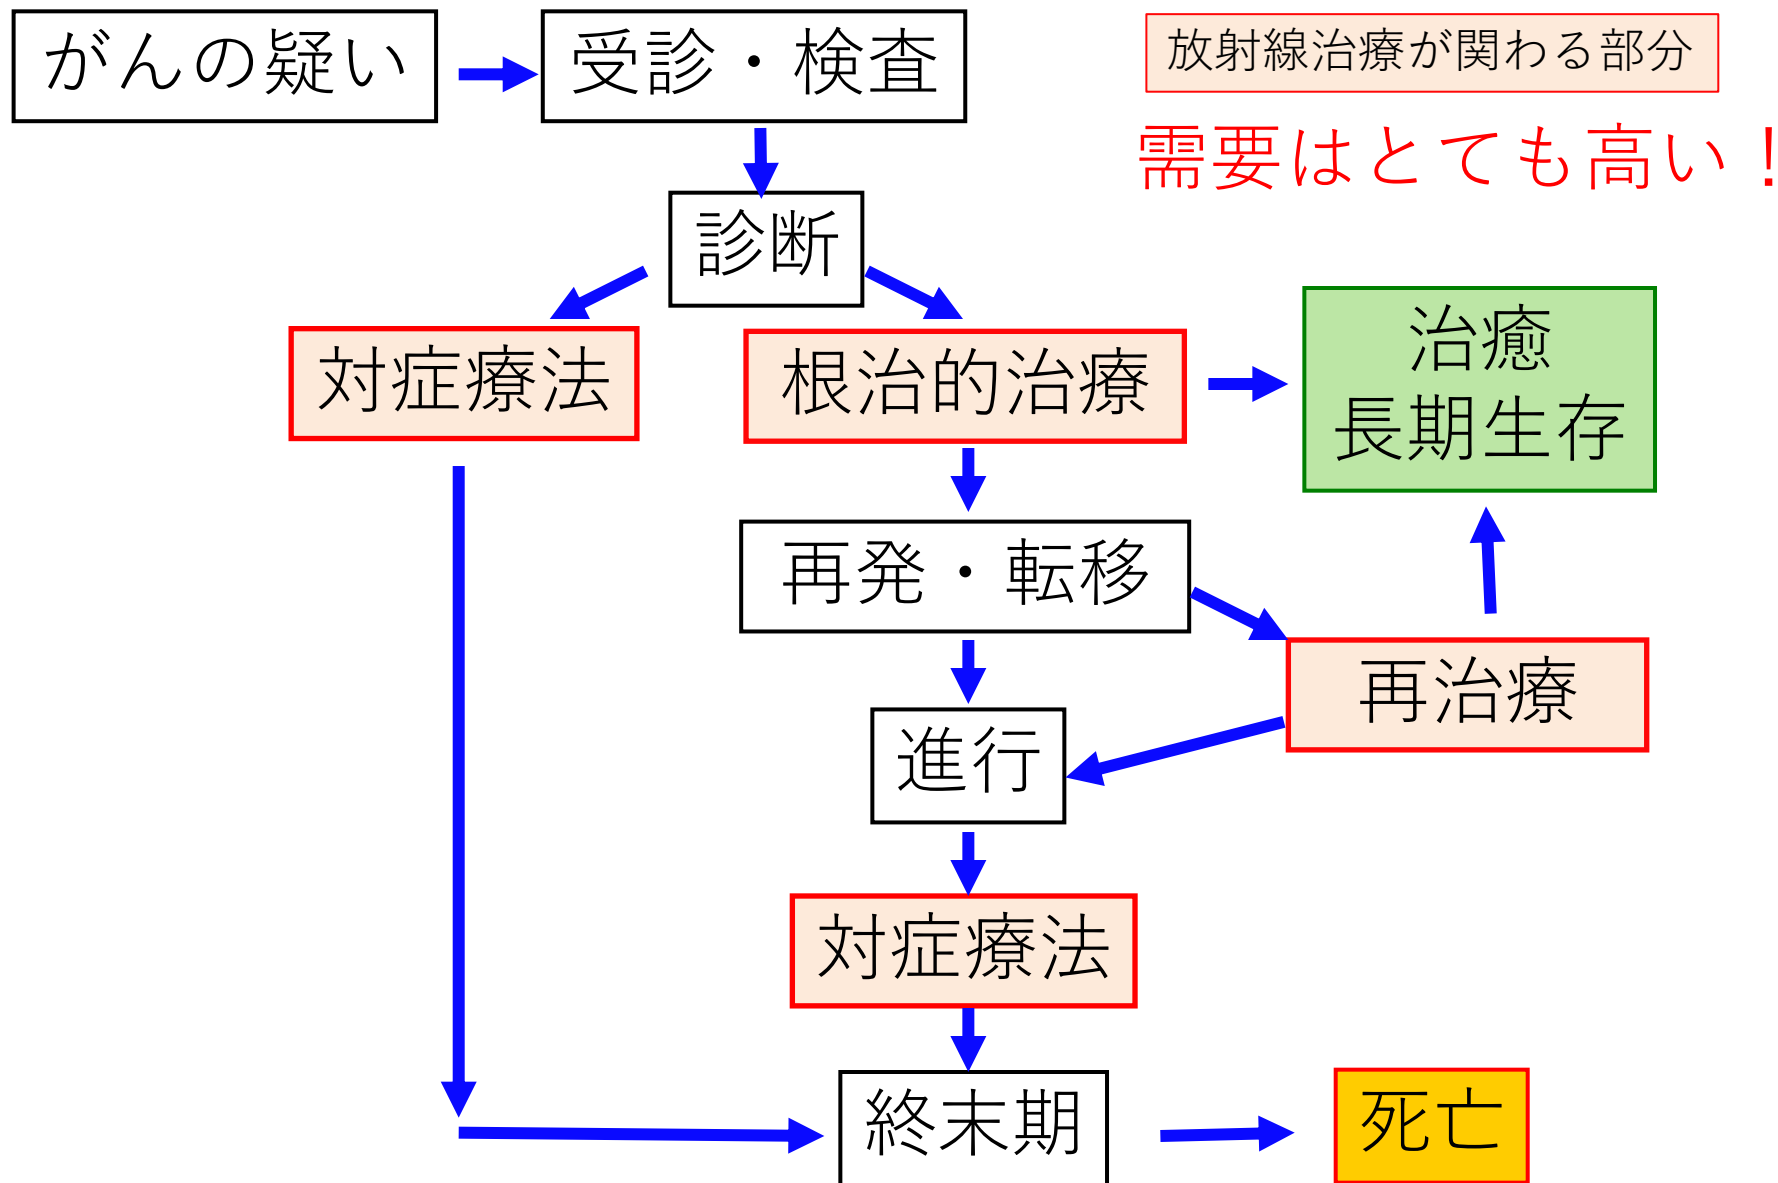 がんの疑い
受診・検査
放射線治療が関わる部分
需要はとても高い！
診断
対症療法
根治的治療
治癒
長期生存
再発・転移
再治療
進行
対症療法
終末期
死亡